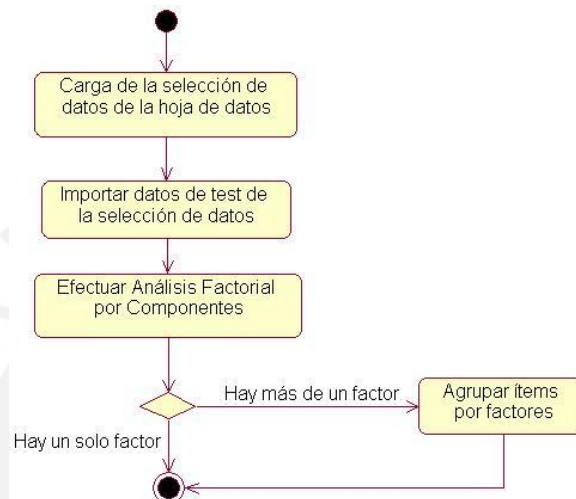 Carga de la selección de
datos de la hoja de datos
Importar datos de test de
la selección de datos
Efectuar Análisis Factorial
por Componentes
Hay más de un factor
Agrupar ítems
por factores
Hay un solo factor